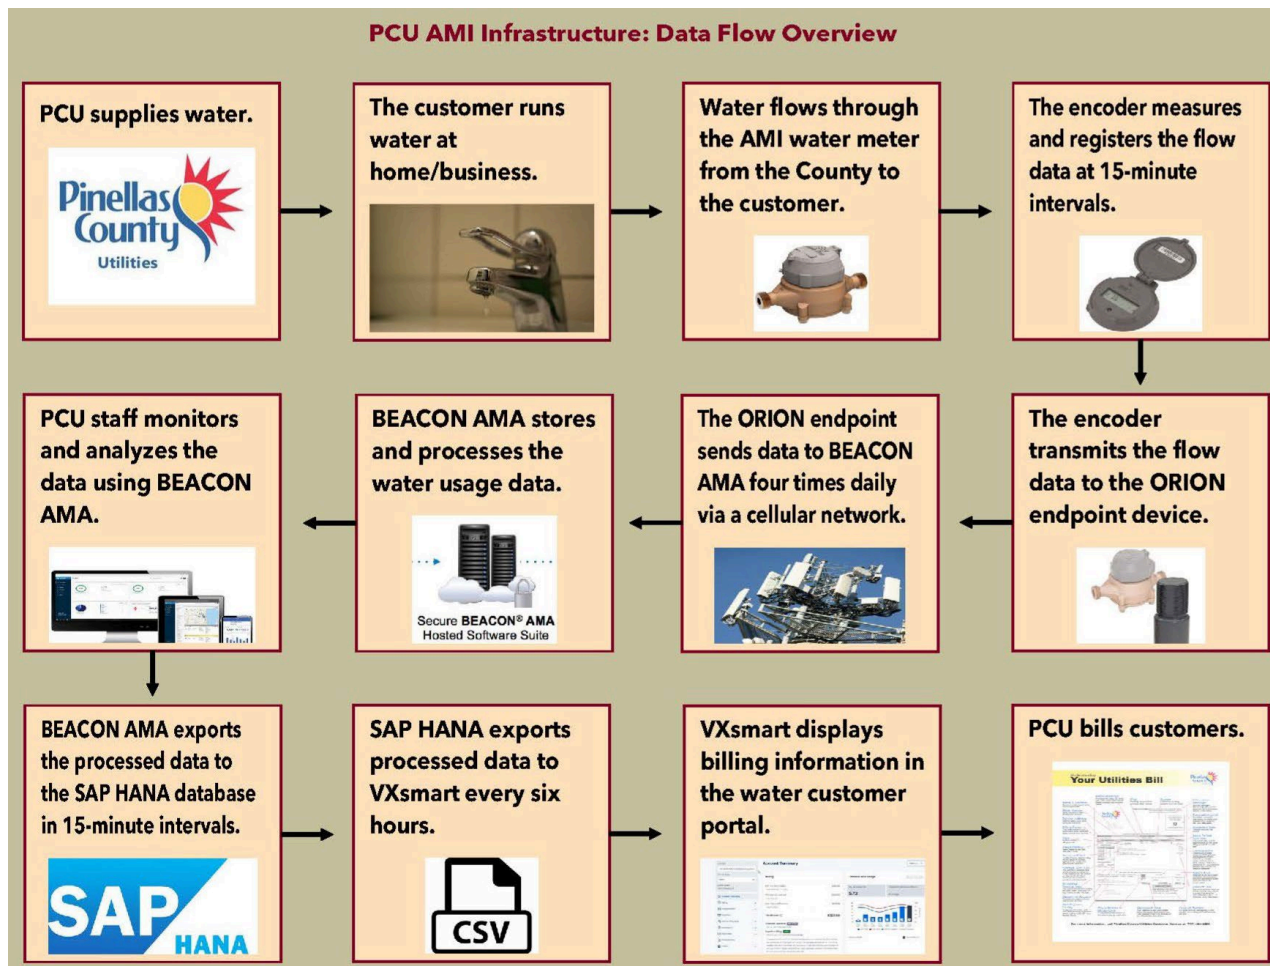 PCU AMI Infrastructure: Data Flow Overview
PCU supplies water.
Pinellas
County
Utilities
The customer runs
water at
home/business.
Water flows through
the AMI water meter
from the County to
the customer.
The encoder measures
and registers the flow
data at 15-minute
intervals.
The encoder
transmits the flow
data to the ORION
endpoint device.
The ORION endpoint
sends data to BEACON
AMA four times daily
via a cellular network.
BEACON AMA stores
and processes the
water usage data.
Secure BEACON® AMA
Hosted Software Suite
PCU staff monitors
and analyzes the
data using BEACON
AMA.
BEACON AMA exports
the processed data to
the SAP HANA database
in 15-minute intervals.
SAP
HANA
SAP HANA exports
processed data to
VXsmart every six
hours.
CSV
VXsmart displays
billing information in
the water customer
portal.
PCU bills customers.
Your Utilities Bill